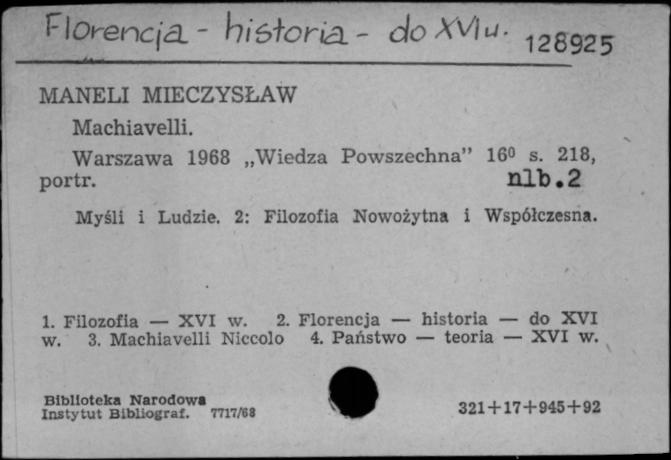 Florencja - historia - do XVI w. 128925
MANELI MIECZYSŁAW
Machiavelli.
Warszawa 1968 „Wiedza Powszechna” 16⁰ s. 218,
portr. nlb.2
Myśli i Ludzie. 2: Filozofia Nowożytna i Współczesna.
1. Filozofia — XVI w. 2. Florencja — historia — do XVI
w. 3. Machiavelli Niccolo 4. Państwo — teoria — XVI w.
Biblioteka Narodowa
Instytut Bibliograf. 7717/68 321+17+945+92